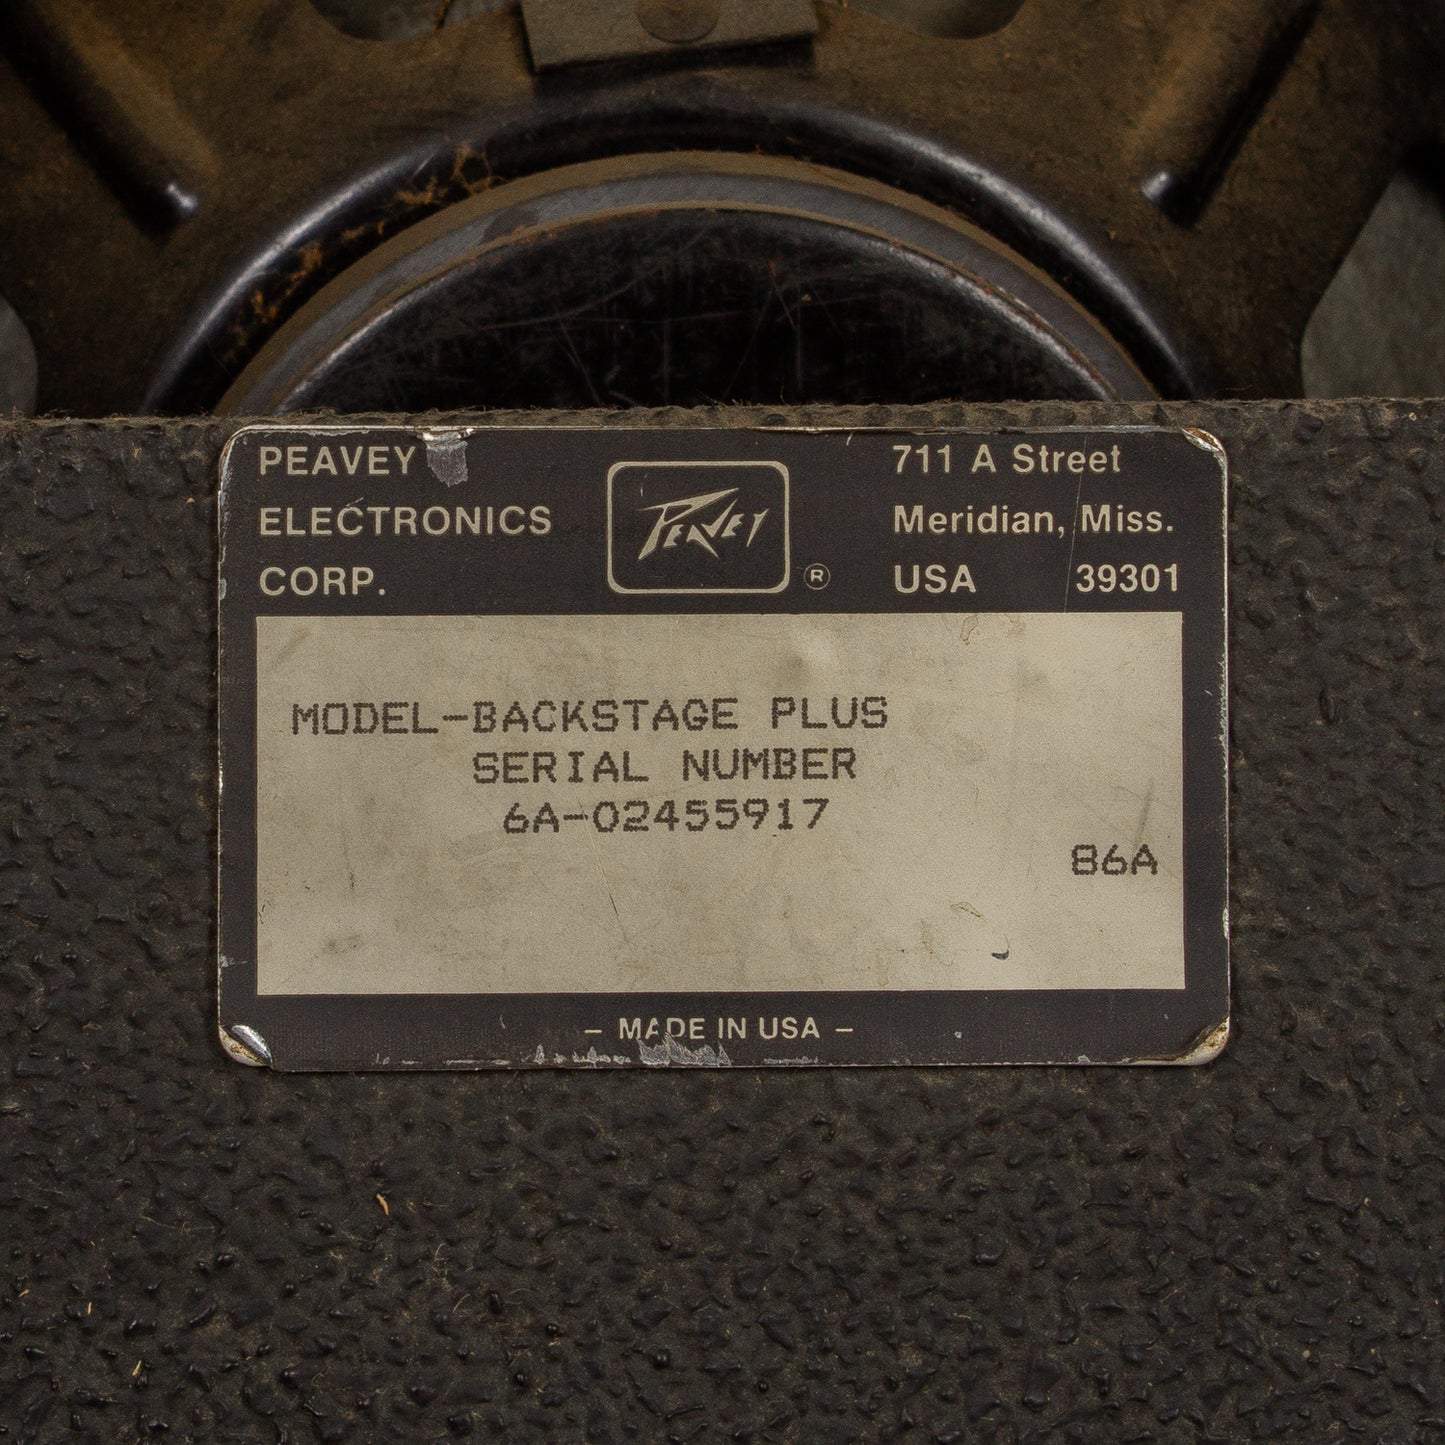 PEAVEY
ELECTRONICS
CORP.
PEAVEY
®
711 A Street
Meridian, Miss.
USA 39301
MODEL-BACKSTAGE PLUS
SERIAL NUMBER
6A-02455917
86A
- MADE IN USA -